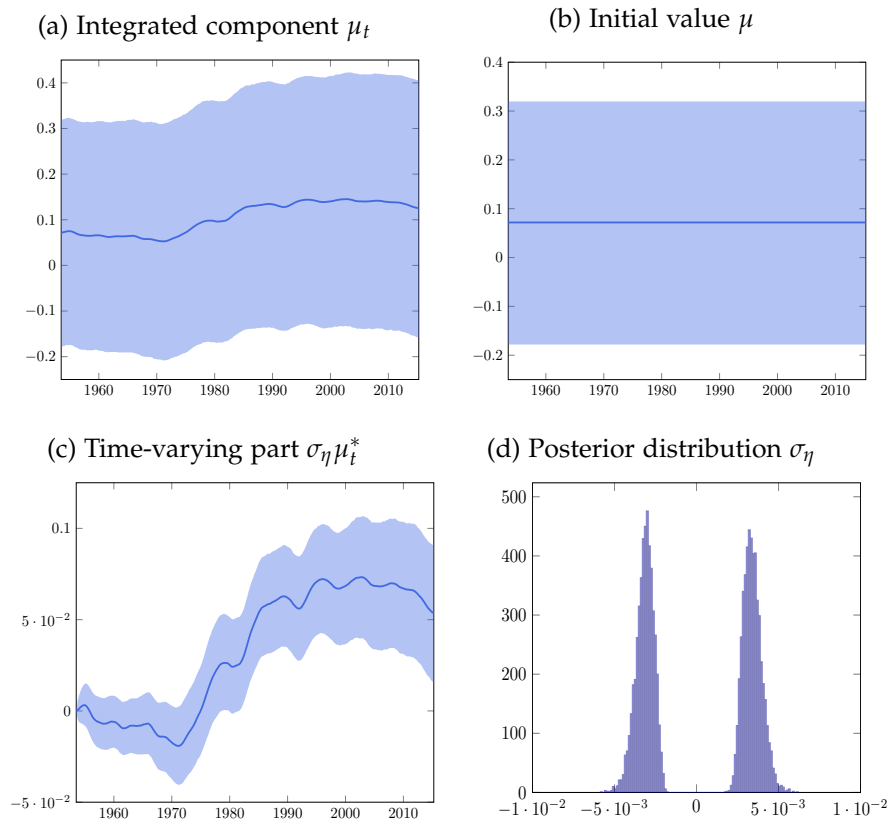 (a) Integrated component μₜ
(b) Initial value μ
0.4
0.3
0.2
0.1
0
−0.1
−0.2
1960 1970 1980 1990 2000 2010
0.4
0.3
0.2
0.1
0
−0.1
−0.2
1960 1970 1980 1990 2000 2010
(c) Time-varying part σ_η μ*ₜ
(d) Posterior distribution σ_η
0.1
5 · 10⁻²
0
−5 · 10⁻²
1960 1970 1980 1990 2000 2010
500
400
300
200
100
0
−1 · 10⁻² −5 · 10⁻³ 0 5 · 10⁻³ 1 · 10⁻²